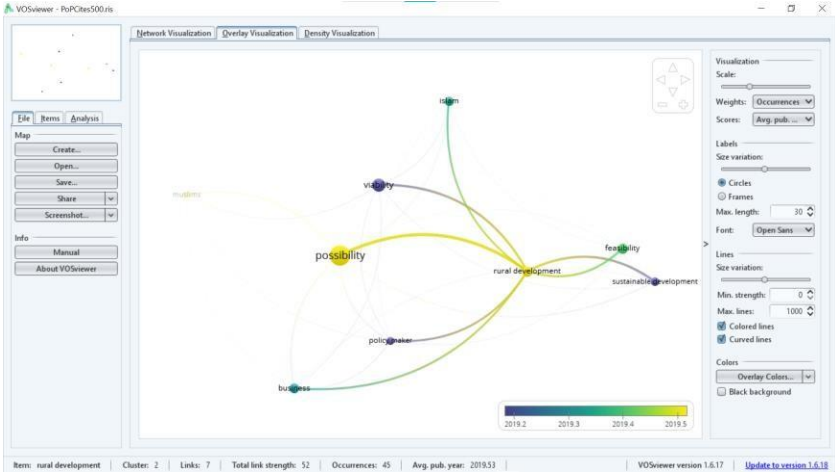 VOSviewer - PoPCites500.ris
Network Visualization Overlay Visualization Density Visualization
File Items Analysis
Map
Create...
Open...
Save...
Share
Screenshot...
Info
Manual
About VOSviewer
islam
viability
muslims
possibility
feasibility
rural development
sustainable development
policy maker
business
2019.2 2019.3 2019.4 2019.5
Visualization
Scale:
Weights: Occurrences
Scores: Avg. pub. ...
Labels
Size variation:
Circles
Frames
Max. length: 30
Font: Open Sans
Lines
Size variation:
Min. strength: 0
Max. lines: 1000
Colored lines
Curved lines
Colors
Overlay Colors...
Black background
Item: rural development Cluster: 2 Links: 7 Total link strength: 52 Occurrences: 45 Avg. pub. year: 2019.53 VOSviewer version 1.6.17 Update to version 1.6.18